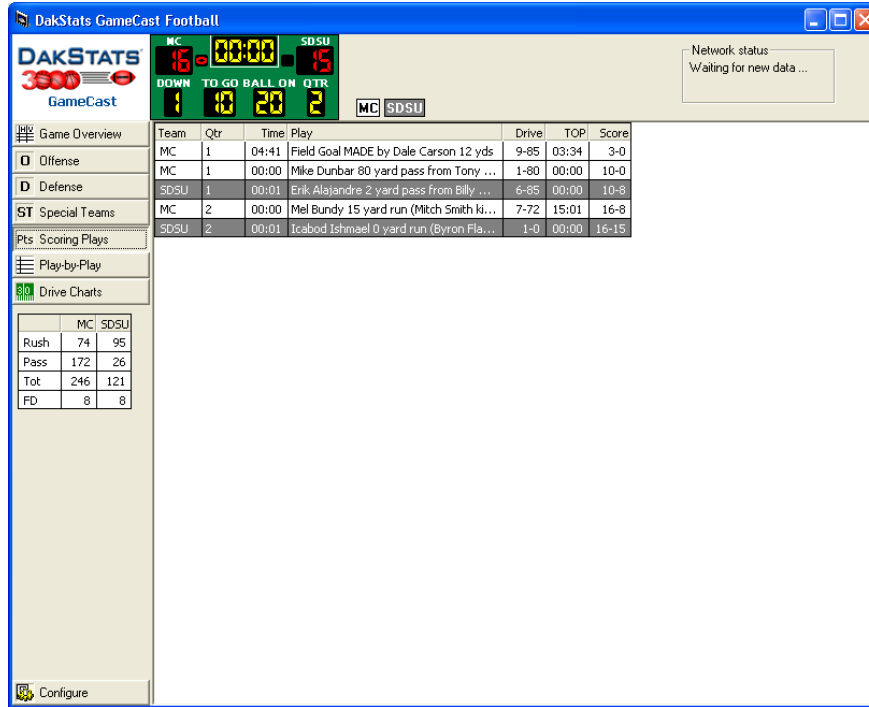 DakStats GameCast Football
DAKSTATS
3000
GameCast
MC SDSU
16 00:00 15
DOWN TO GO BALL ON QTR
1 10 20 2
MC SDSU
Network status
Waiting for new data ...
Game Overview
O Offense
D Defense
ST Special Teams
Pts Scoring Plays
Play-by-Play
Drive Charts
MC SDSU
Rush 74 95
Pass 172 26
Tot 246 121
FD 8 8
Configure
Team Qtr Time Play Drive TOP Score
MC 1 04:41 Field Goal MADE by Dale Carson 12 yds 9-85 03:34 3-0
MC 1 00:00 Mike Dunbar 80 yard pass from Tony ... 1-80 00:00 10-0
SDSU 1 00:01 Erik Alajandre 2 yard pass from Billy ... 6-85 00:00 10-8
MC 2 00:00 Mel Bundy 15 yard run (Mitch Smith ki... 7-72 15:01 16-8
SDSU 2 00:01 Icabod Ishmael 0 yard run (Byron Fla... 1-0 00:00 16-15